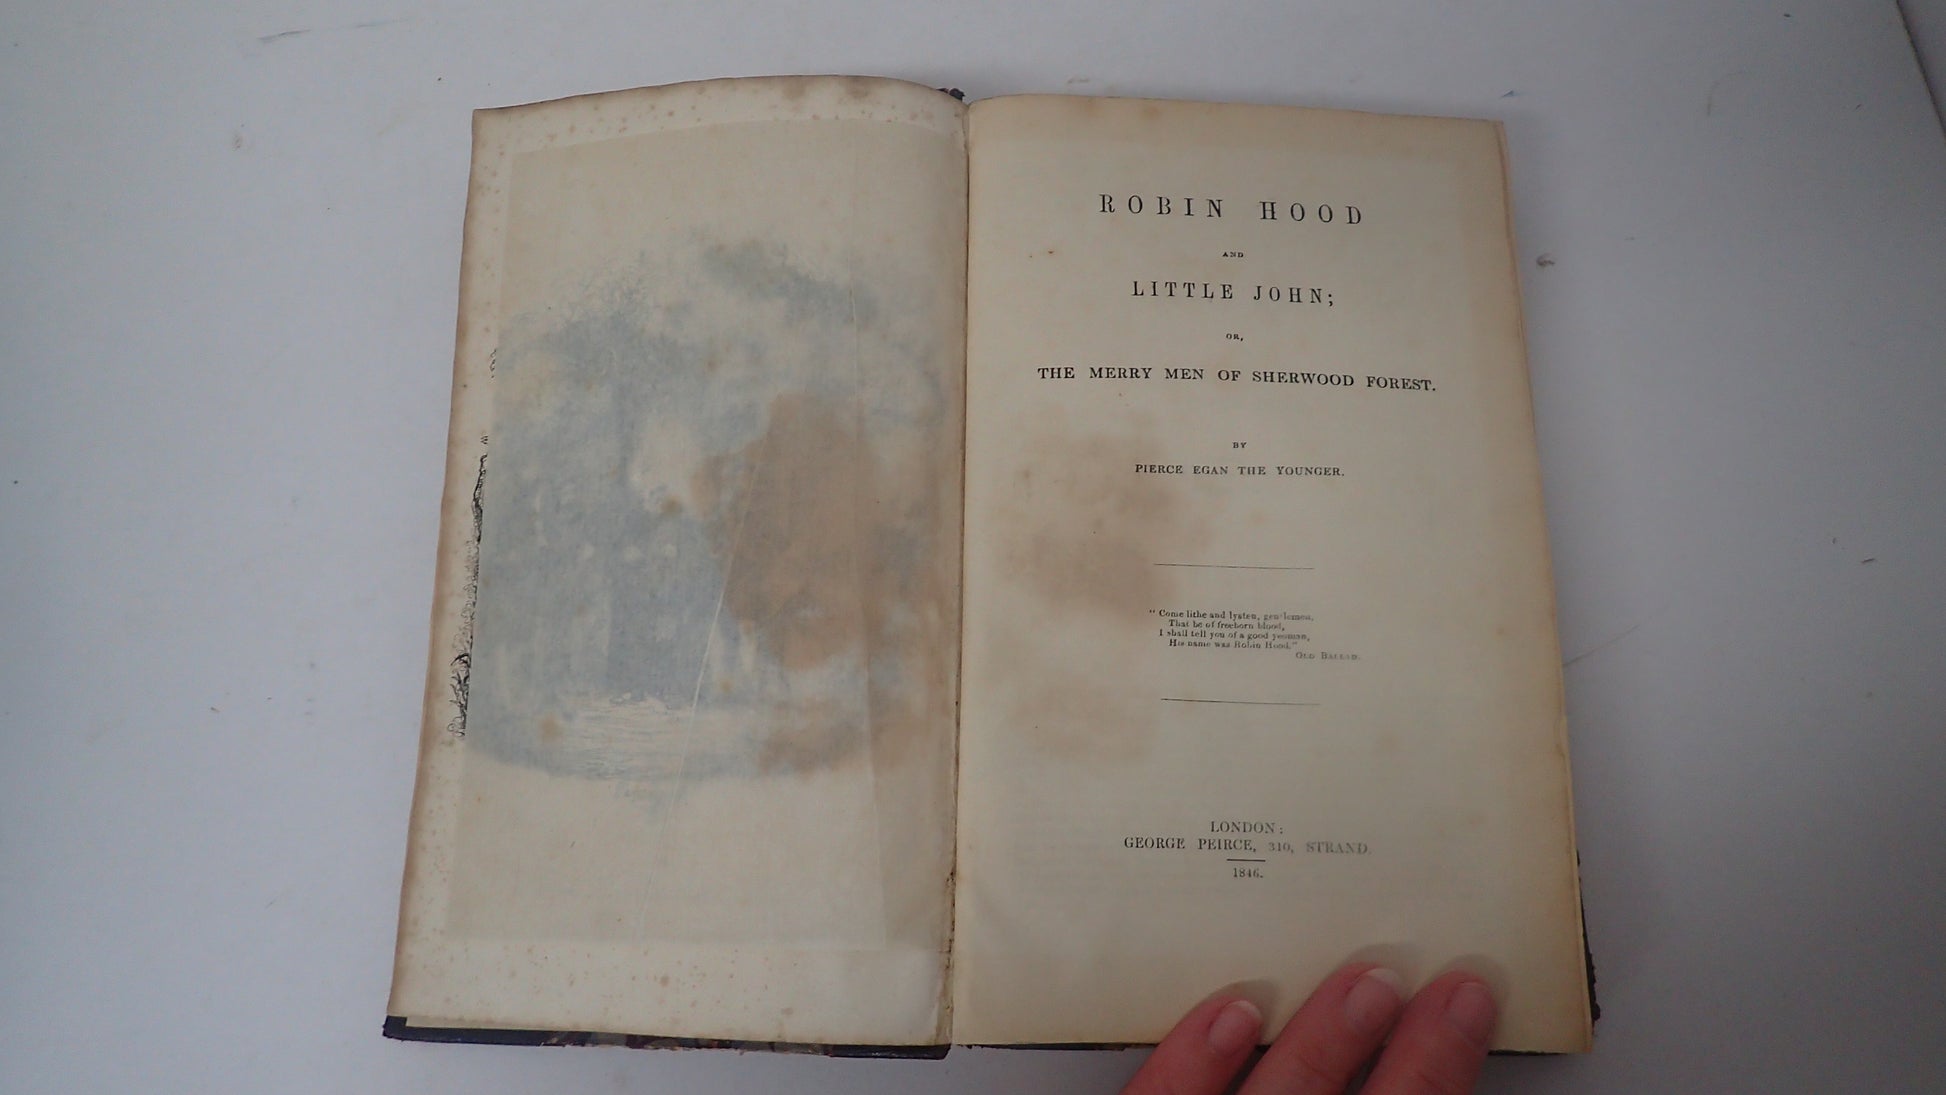 ROBIN HOOD
AND
LITTLE JOHN;
OR,
THE MERRY MEN OF SHERWOOD FOREST.
BY
PIERCE EGAN THE YOUNGER.
"Come lithe and lysten, gentlemen,
That be of freeborn blood,
I shall tell you of a good yeoman,
His name was Robin Hood."
OLD BALLAD.
LONDON:
GEORGE PEIRCE, 310, STRAND.
1846.